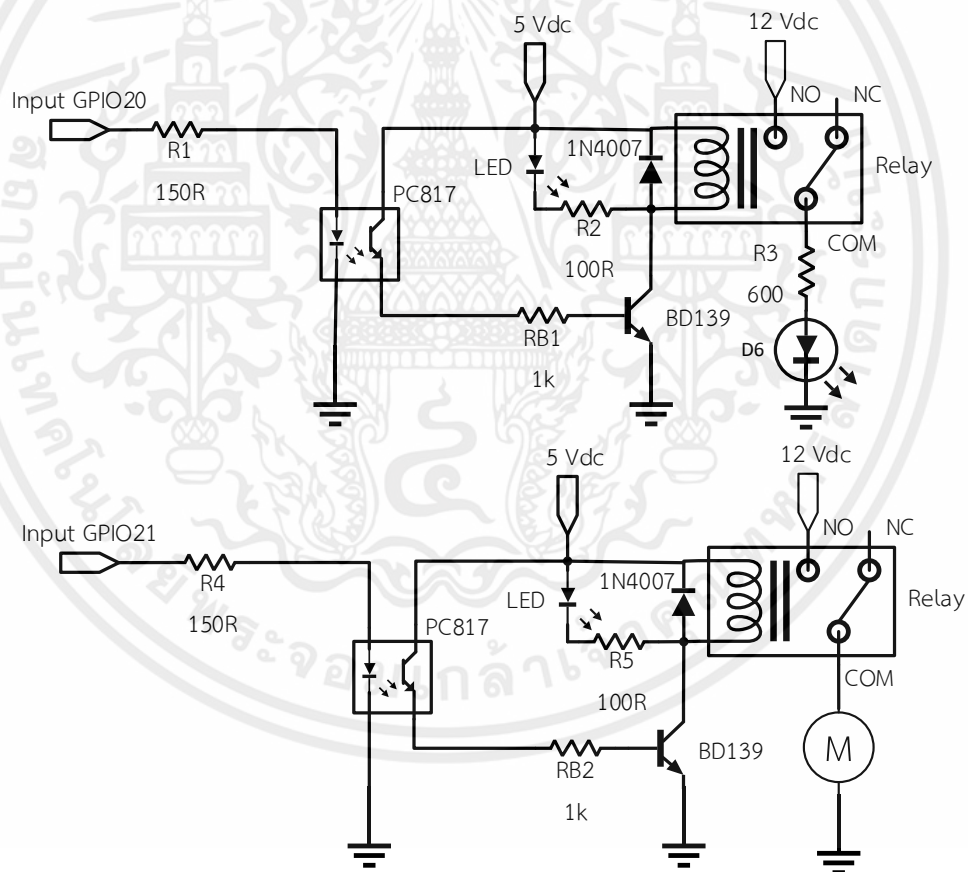 5 Vdc
12 Vdc
Input GPIO20
NO
NC
R1
150R
LED
1N4007
Relay
PC817
R2
100R
COM
R3
600
RB1
1k
BD139
D6
5 Vdc
12 Vdc
Input GPIO21
NO
NC
R4
150R
LED
1N4007
Relay
PC817
R5
100R
COM
RB2
1k
BD139
M